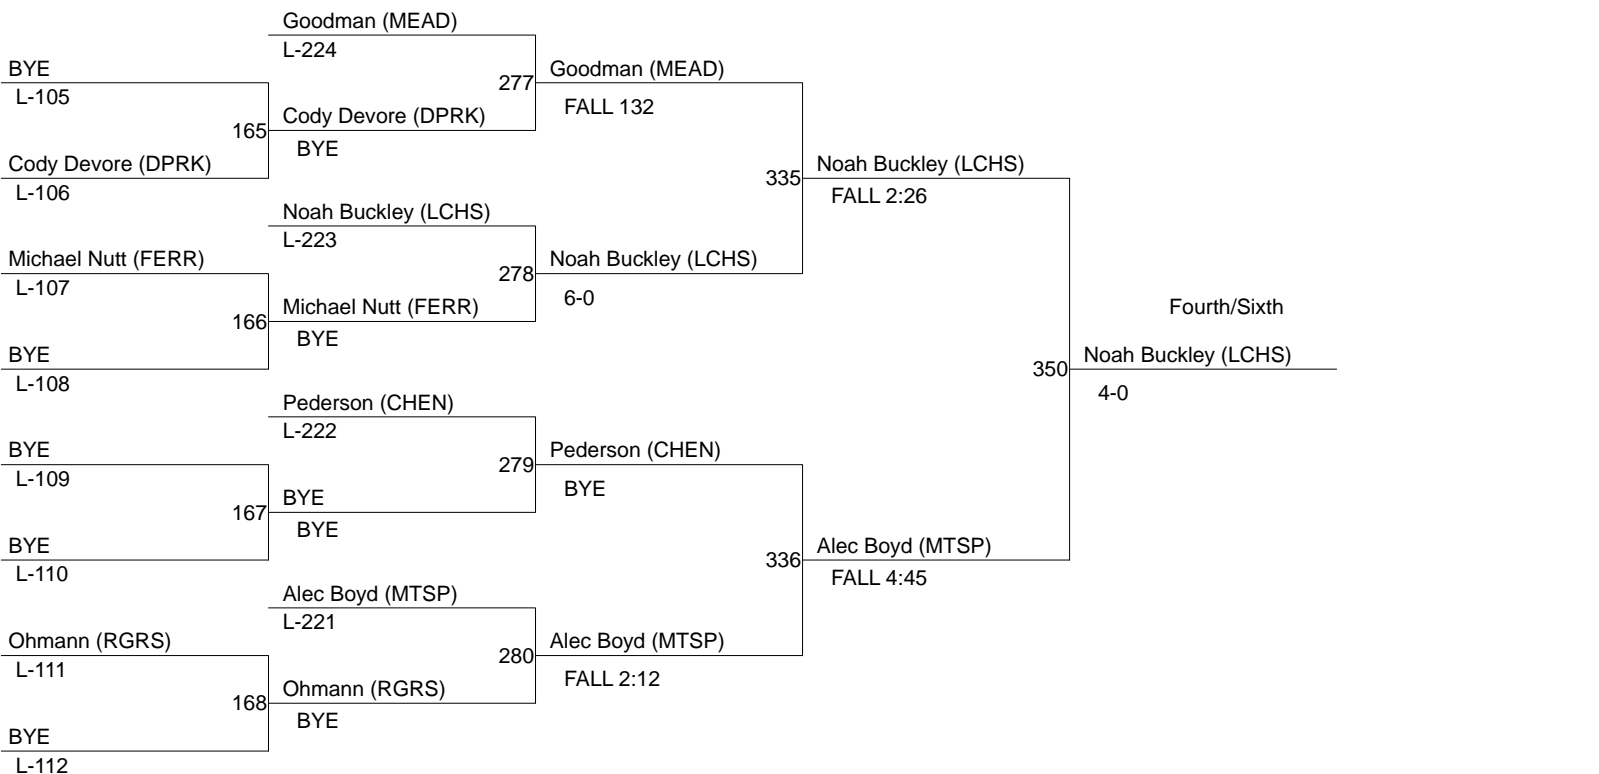 Goodman (MEAD)
L-224
BYE
L-105
277
Goodman (MEAD)
FALL 132
165
Cody Devore (DPRK)
BYE
Cody Devore (DPRK)
L-106
335
Noah Buckley (LCHS)
FALL 2:26
Noah Buckley (LCHS)
L-223
Michael Nutt (FERR)
L-107
278
Noah Buckley (LCHS)
6-0
166
Michael Nutt (FERR)
BYE
Fourth/Sixth
BYE
L-108
350
Noah Buckley (LCHS)
4-0
Pederson (CHEN)
L-222
BYE
L-109
279
Pederson (CHEN)
BYE
167
BYE
BYE
BYE
L-110
336
Alec Boyd (MTSP)
FALL 4:45
Alec Boyd (MTSP)
L-221
Ohmann (RGRS)
L-111
280
Alec Boyd (MTSP)
FALL 2:12
168
Ohmann (RGRS)
BYE
BYE
L-112